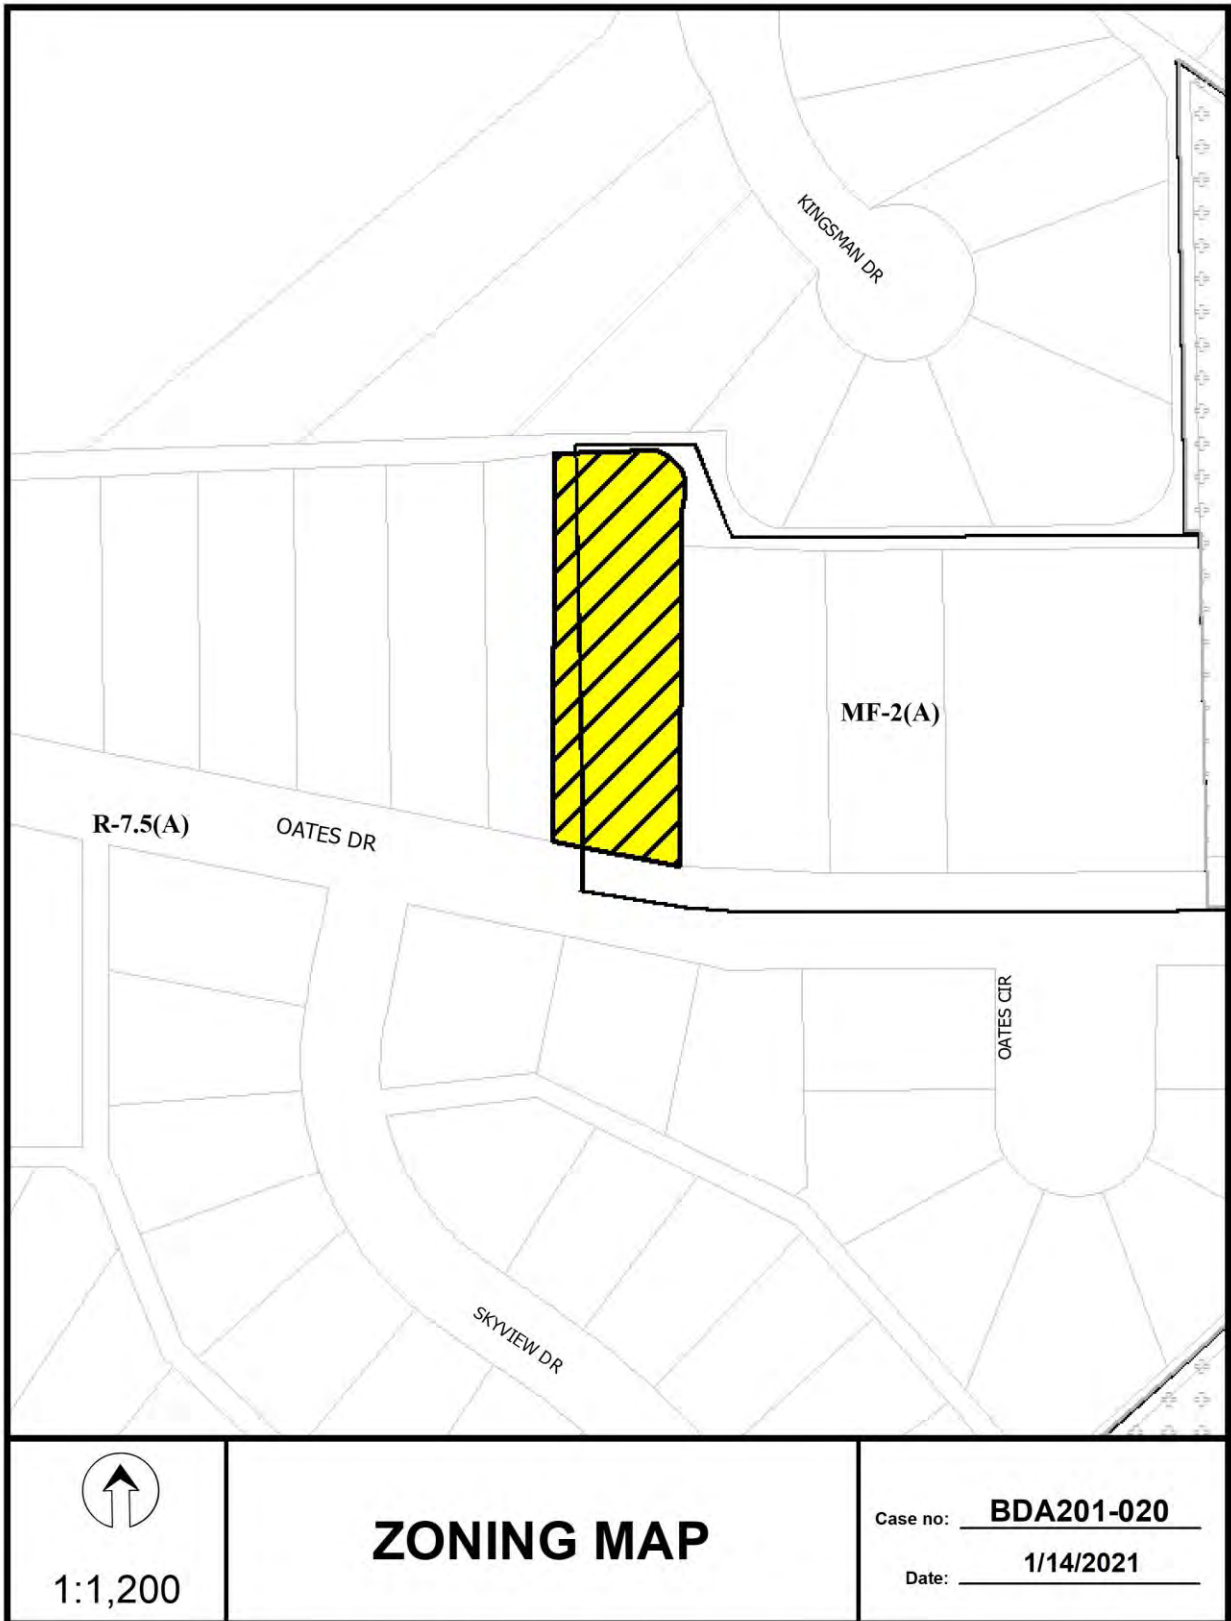 KINGSMAN DR
MF-2(A)
R-7.5(A)
OATES DR
OATES CIR
SKYVIEW DR
1:1,200
ZONING MAP
Case no: BDA201-020
Date: 1/14/2021